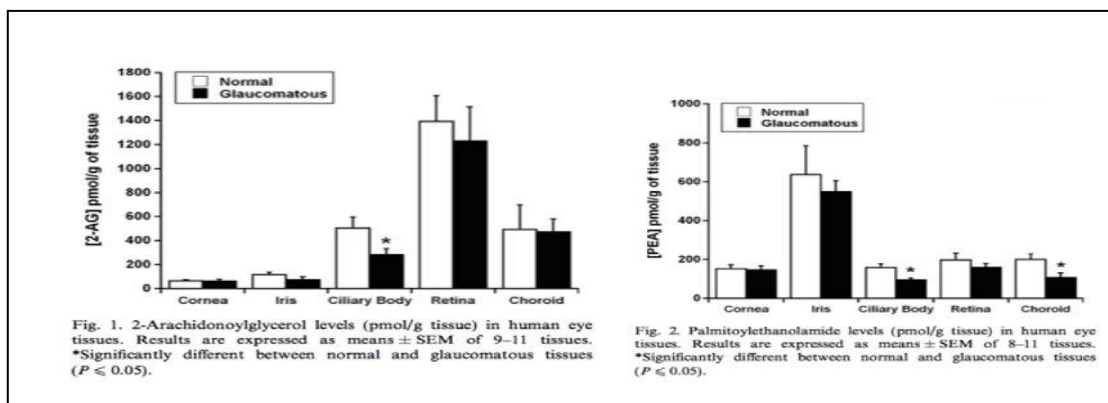 1800
1600
1400
1200
1000
800
600
400
200
0
[2-AG] pmol/g of tissue
Normal
Glaucomatous
*
Cornea Iris Ciliary Body Retina Choroid
Fig. 1. 2-Arachidonoylglycerol levels (pmol/g tissue) in human eye
tissues. Results are expressed as means ± SEM of 9–11 tissues.
*Significantly different between normal and glaucomatous tissues
(P ⩽ 0.05).
1000
800
600
400
200
0
[PEA] pmol/g of tissue
Normal
Glaucomatous
* *
Cornea Iris Ciliary Body Retina Choroid
Fig. 2. Palmitoylethanolamide levels (pmol/g tissue) in human eye
tissues. Results are expressed as means ± SEM of 8–11 tissues.
*Significantly different between normal and glaucomatous tissues
(P ⩽ 0.05).